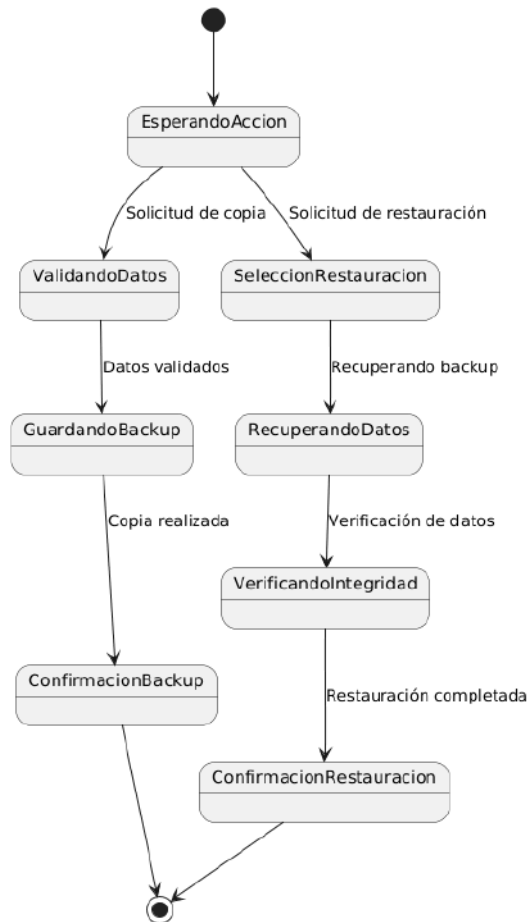 EsperandoAccion
Solicitud de copia
Solicitud de restauración
ValidandoDatos
SeleccionRestauracion
Datos validados
Recuperando backup
GuardandoBackup
RecuperandoDatos
Copia realizada
Verificación de datos
VerificandoIntegridad
ConfirmacionBackup
Restauración completada
ConfirmacionRestauracion